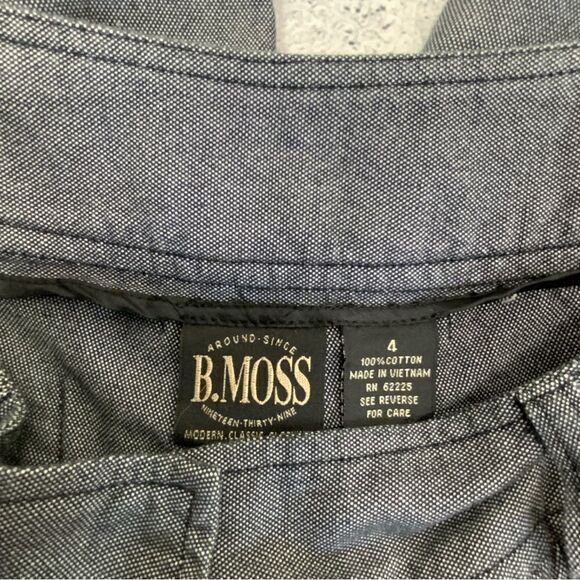 AROUND·SINCE
B.MOSS
NINETEEN·THIRTY·NINE
MODERN. CLASSIC.
4
100% COTTON
MADE IN VIETNAM
RN 62225
SEE REVERSE
FOR CARE